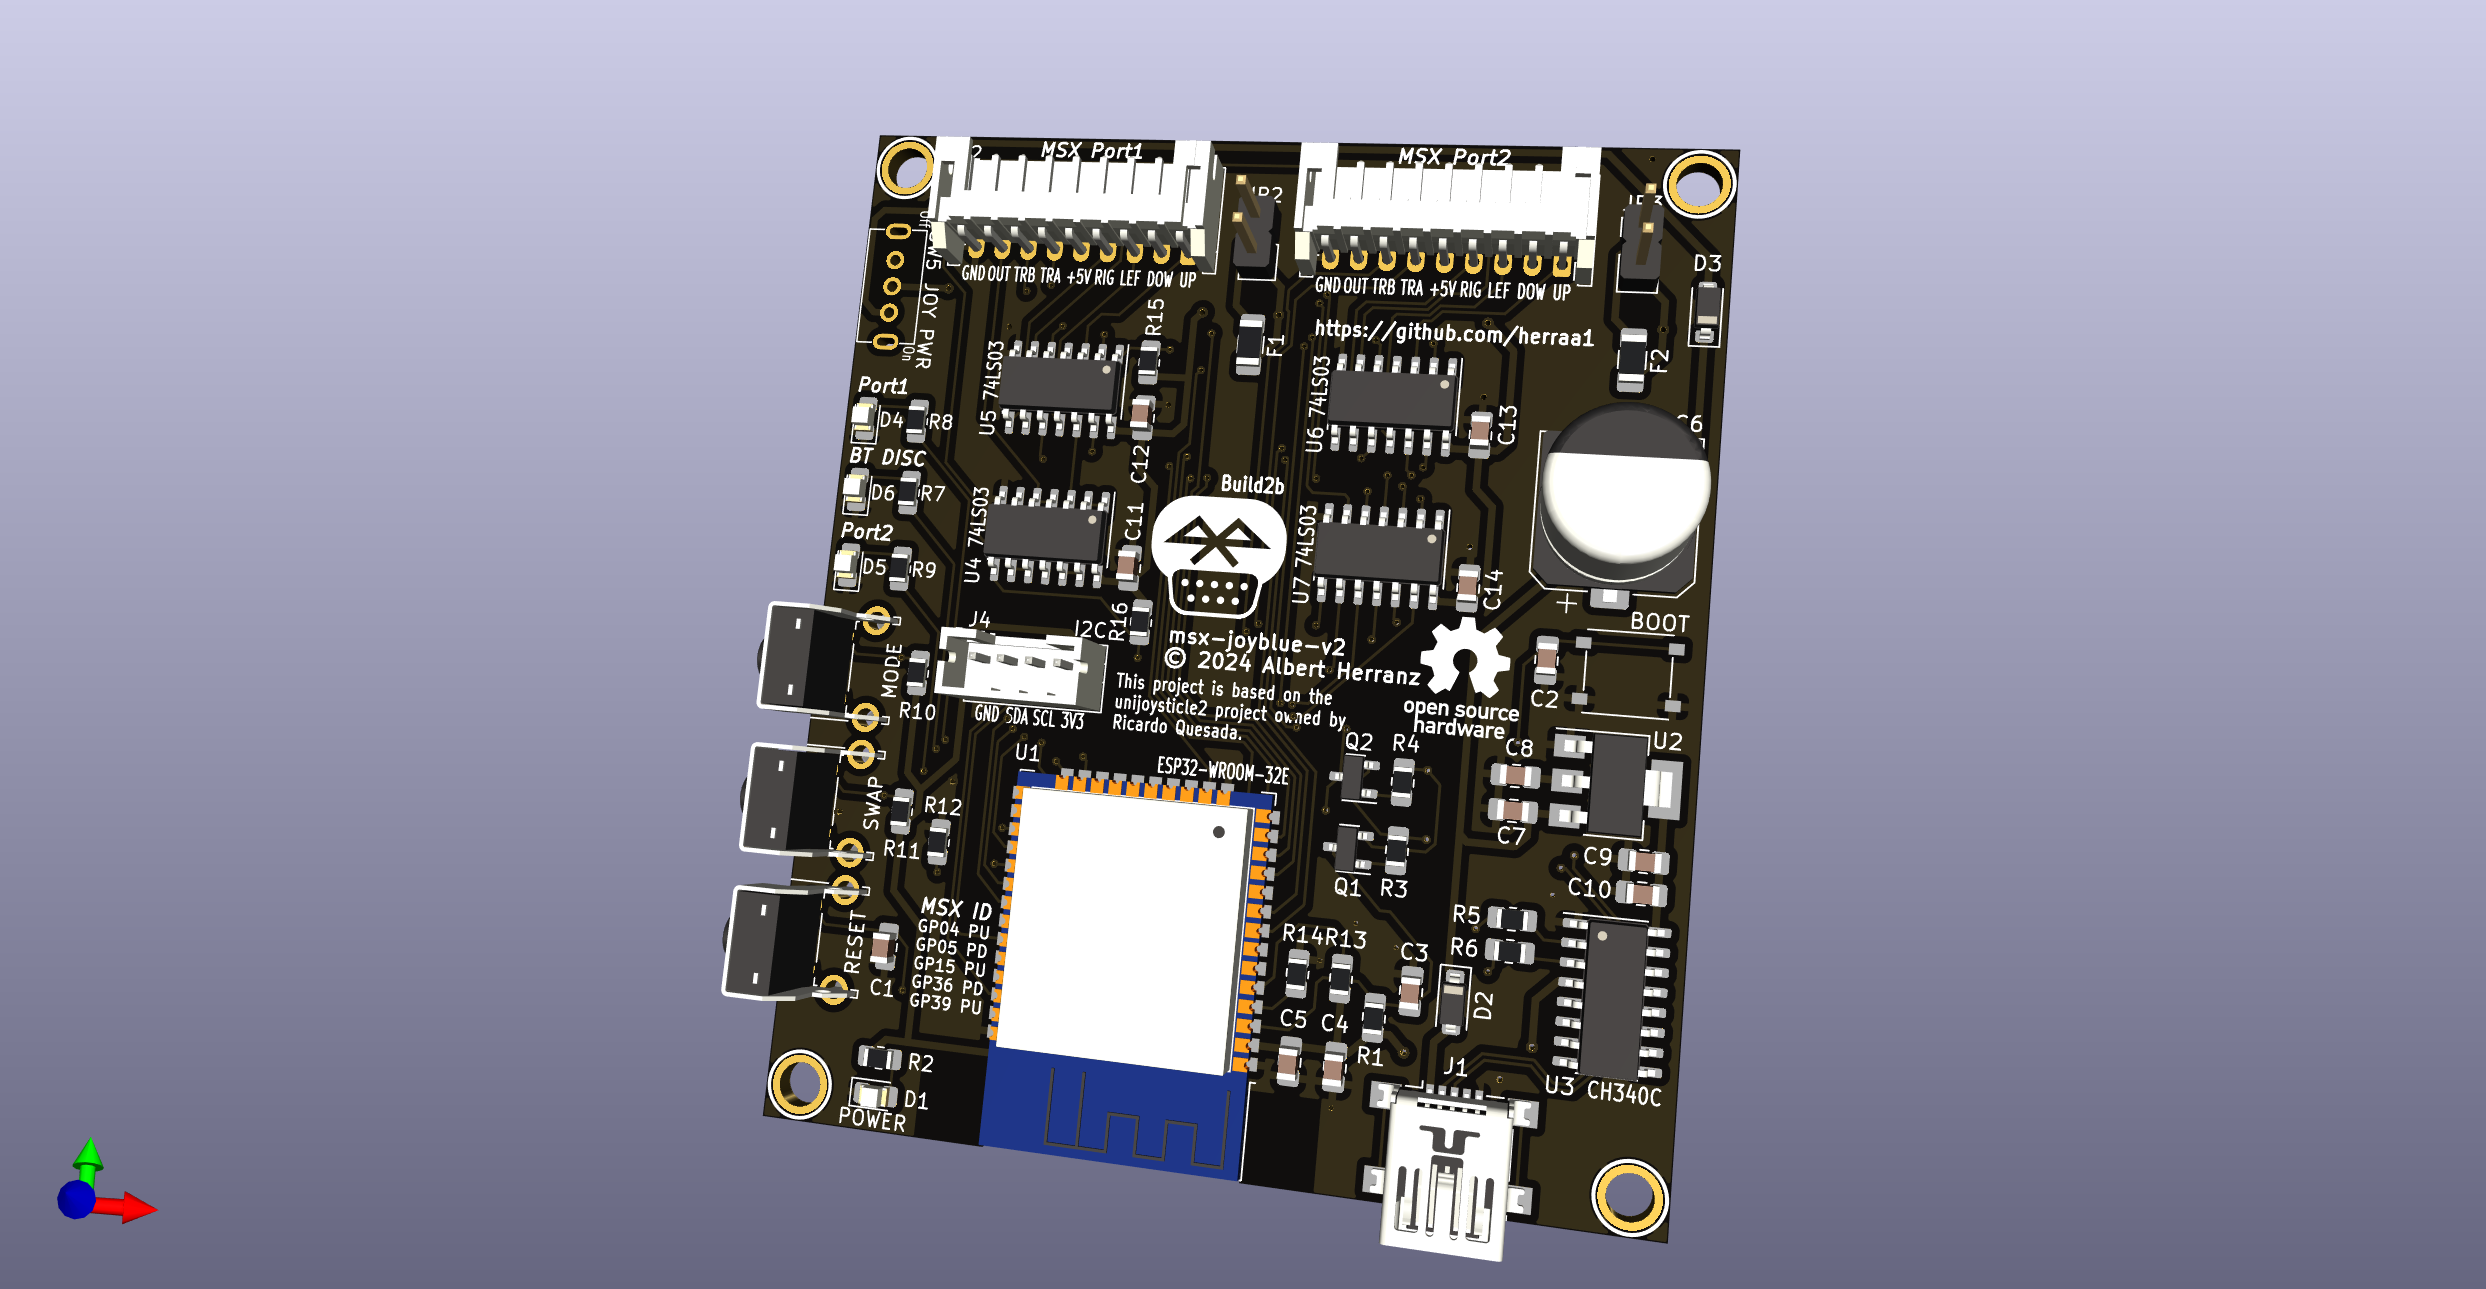 MSX Port1
MSX Port2
GND OUT TRB TRA +5V RIG LEF DOW UP
GND OUT TRB TRA +5V RIG LEF DOW UP
D3
SW5 JOY PWR
On
R15
F1
https://github.com/herraa1
F2
Port1
D4
R8
U5 74LS03
U6 74LS03
C13
C12
BT DISC
D6
R7
Build2b
Port2
D5
R9
U4 74LS03
C11
U7 74LS03
C14
+
BOOT
J4
I2C
R16
msx-joyblue-v2
© 2024 Albert Herranz
This project is based on the
unijoysticle2 project owned by
Ricardo Quesada.
open source
hardware
MODE
R10
GND SDA SCL 3V3
C2
U1
ESP32-WROOM-32E
Q2
R4
C8
U2
SWAP
R12
R11
C7
Q1
R3
C9
C10
MSX ID
GP04 PU
GP05 PD
GP15 PU
GP36 PD
GP39 PU
RESET
C1
R14
R13
C3
R5
R6
D2
C5
C4
R1
J1
U3
CH340C
R2
D1
POWER